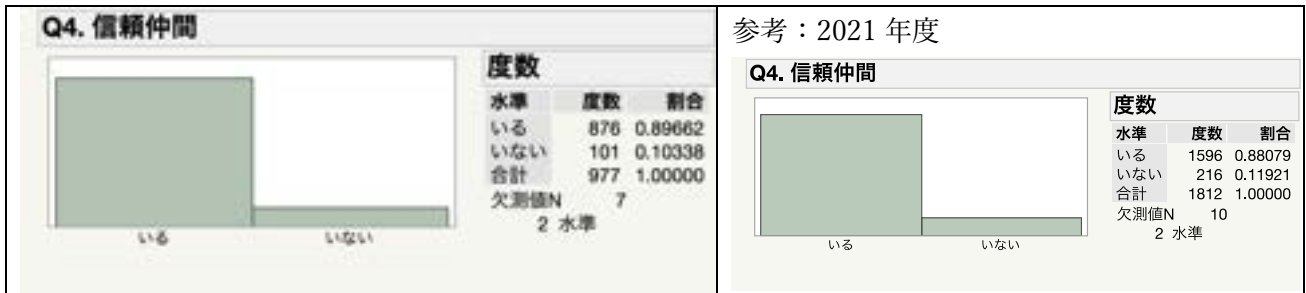 Q4. 信頼仲間
度数
水準 度数 割合
いる 876 0.89662
いない 101 0.10338
合計 977 1.00000
欠測値N 7
2 水準
いる いない
参考：2021 年度
Q4. 信頼仲間
度数
水準 度数 割合
いる 1596 0.88079
いない 216 0.11921
合計 1812 1.00000
欠測値N 10
2 水準
いる いない